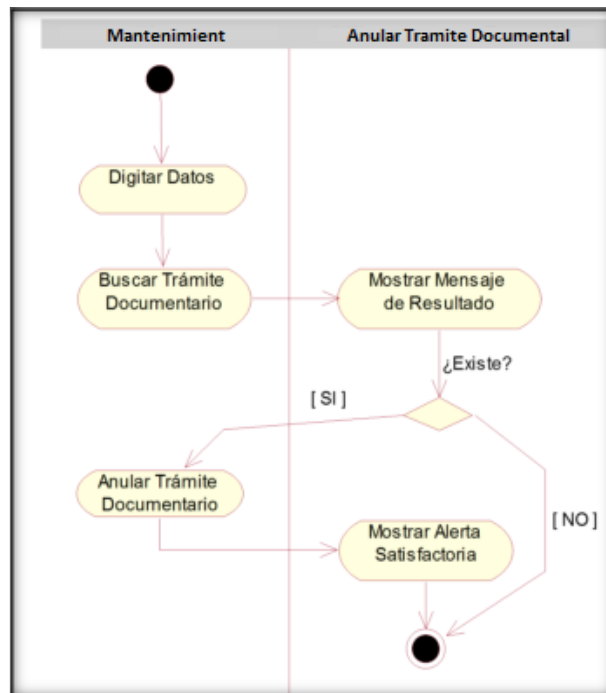 Mantenimient
Anular Tramite Documental
Digitar Datos
Buscar Trámite
Documentario
Mostrar Mensaje
de Resultado
¿Existe?
[ SI ]
Anular Trámite
Documentario
[ NO ]
Mostrar Alerta
Satisfactoria